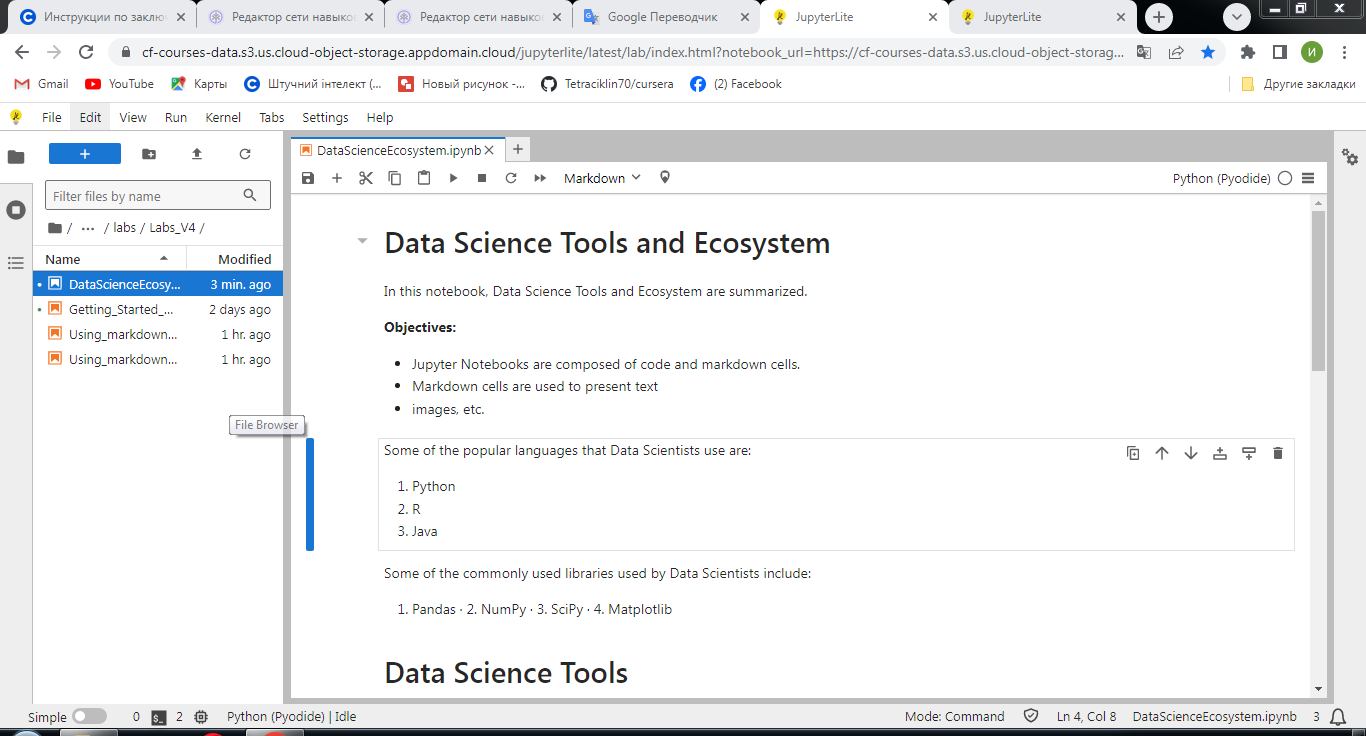 Инструкции по заклю
Редактор сети навыко
Редактор сети навыко
Google Переводчик
JupyterLite
JupyterLite
cf-courses-data.s3.us.cloud-object-storage.appdomain.cloud/jupyterlite/latest/lab/index.html?notebook_url=https://cf-courses-data.s3.us.cloud-object-storag...
И
Gmail
YouTube
Карты
Штучний інтелект (...
Новый рисунок -...
Tetraciklin70/cursera
(2) Facebook
Другие закладки
File Edit View Run Kernel Tabs Settings Help
DataScienceEcosystem.ipynb
Filter files by name
Markdown
Python (Pyodide)
/ ... / labs / Labs_V4 /
Name Modified
DataScienceEcosy... 3 min. ago
Getting_Started_... 2 days ago
Using_markdown... 1 hr. ago
Using_markdown... 1 hr. ago
File Browser
Data Science Tools and Ecosystem
In this notebook, Data Science Tools and Ecosystem are summarized.
Objectives:
• Jupyter Notebooks are composed of code and markdown cells.
• Markdown cells are used to present text
• images, etc.
Some of the popular languages that Data Scientists use are:
1. Python
2. R
3. Java
Some of the commonly used libraries used by Data Scientists include:
1. Pandas · 2. NumPy · 3. SciPy · 4. Matplotlib
Data Science Tools
Simple 0 2 Python (Pyodide) | Idle Mode: Command Ln 4, Col 8 DataScienceEcosystem.ipynb 3